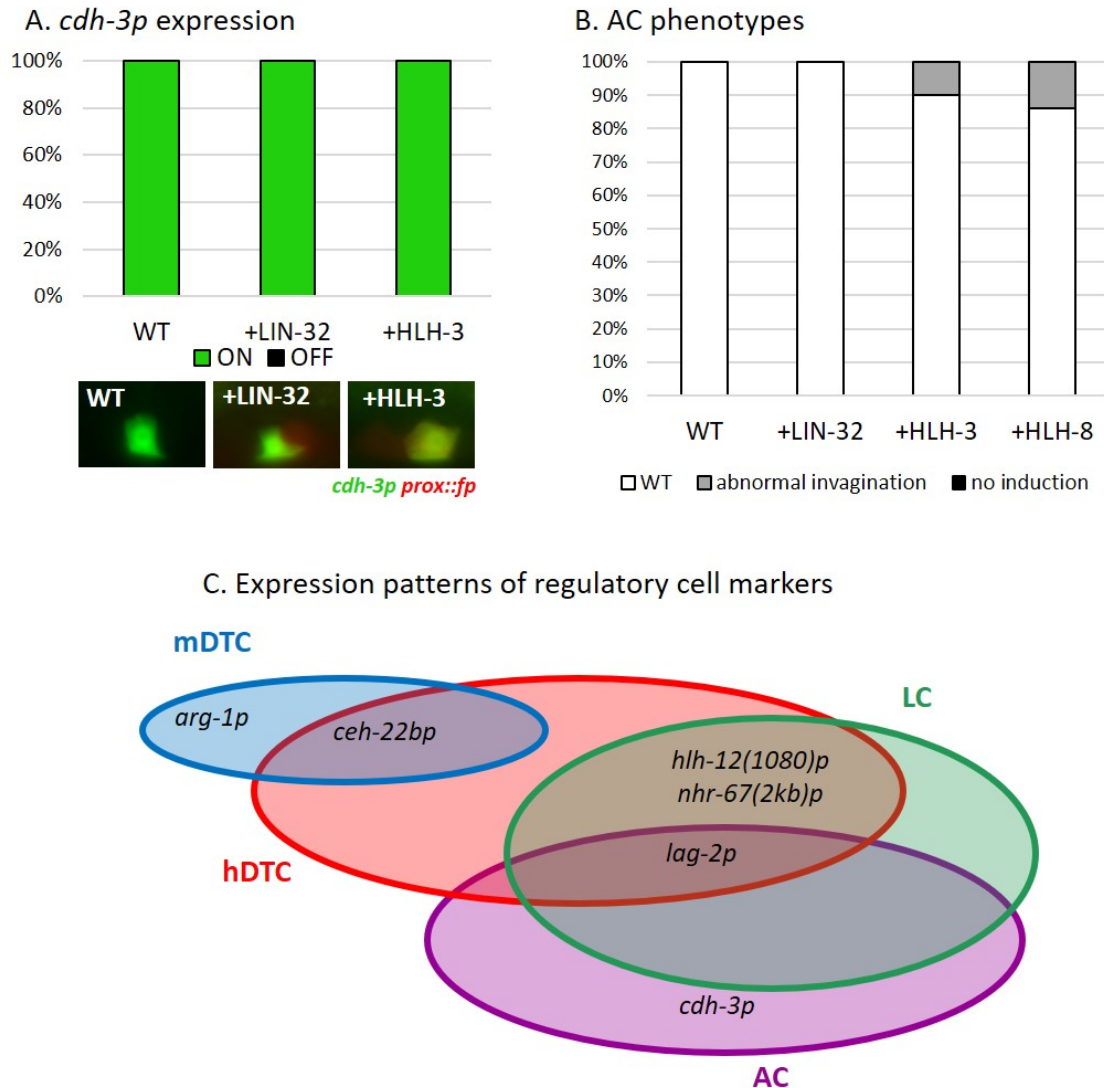 A. cdh-3p expression
100%
80%
60%
40%
20%
0%
WT +LIN-32 +HLH-3
ON OFF
WT +LIN-32 +HLH-3
cdh-3p prox::fp
B. AC phenotypes
100%
90%
80%
70%
60%
50%
40%
30%
20%
10%
0%
WT +LIN-32 +HLH-3 +HLH-8
WT abnormal invagination no induction
C. Expression patterns of regulatory cell markers
mDTC
LC
arg-1p
ceh-22bp
hlh-12(1080)p
nhr-67(2kb)p
lag-2p
hDTC
cdh-3p
AC